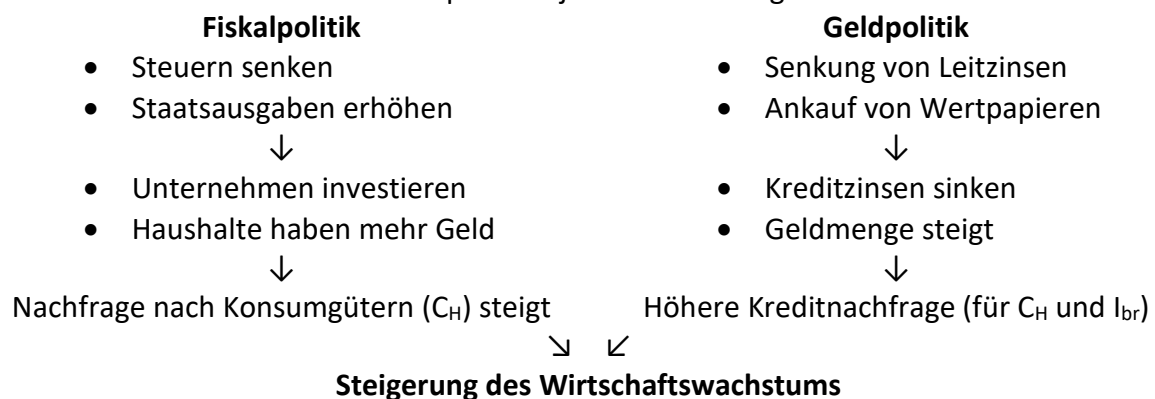 Fiskalpolitik Geldpolitik
• Steuern senken • Senkung von Leitzinsen
• Staatsausgaben erhöhen • Ankauf von Wertpapieren
↓ ↓
• Unternehmen investieren • Kreditzinsen sinken
• Haushalte haben mehr Geld • Geldmenge steigt
↓ ↓
Nachfrage nach Konsumgütern (CH) steigt Höhere Kreditnachfrage (für CH und Ibr)
↘ ↙
Steigerung des Wirtschaftswachstums